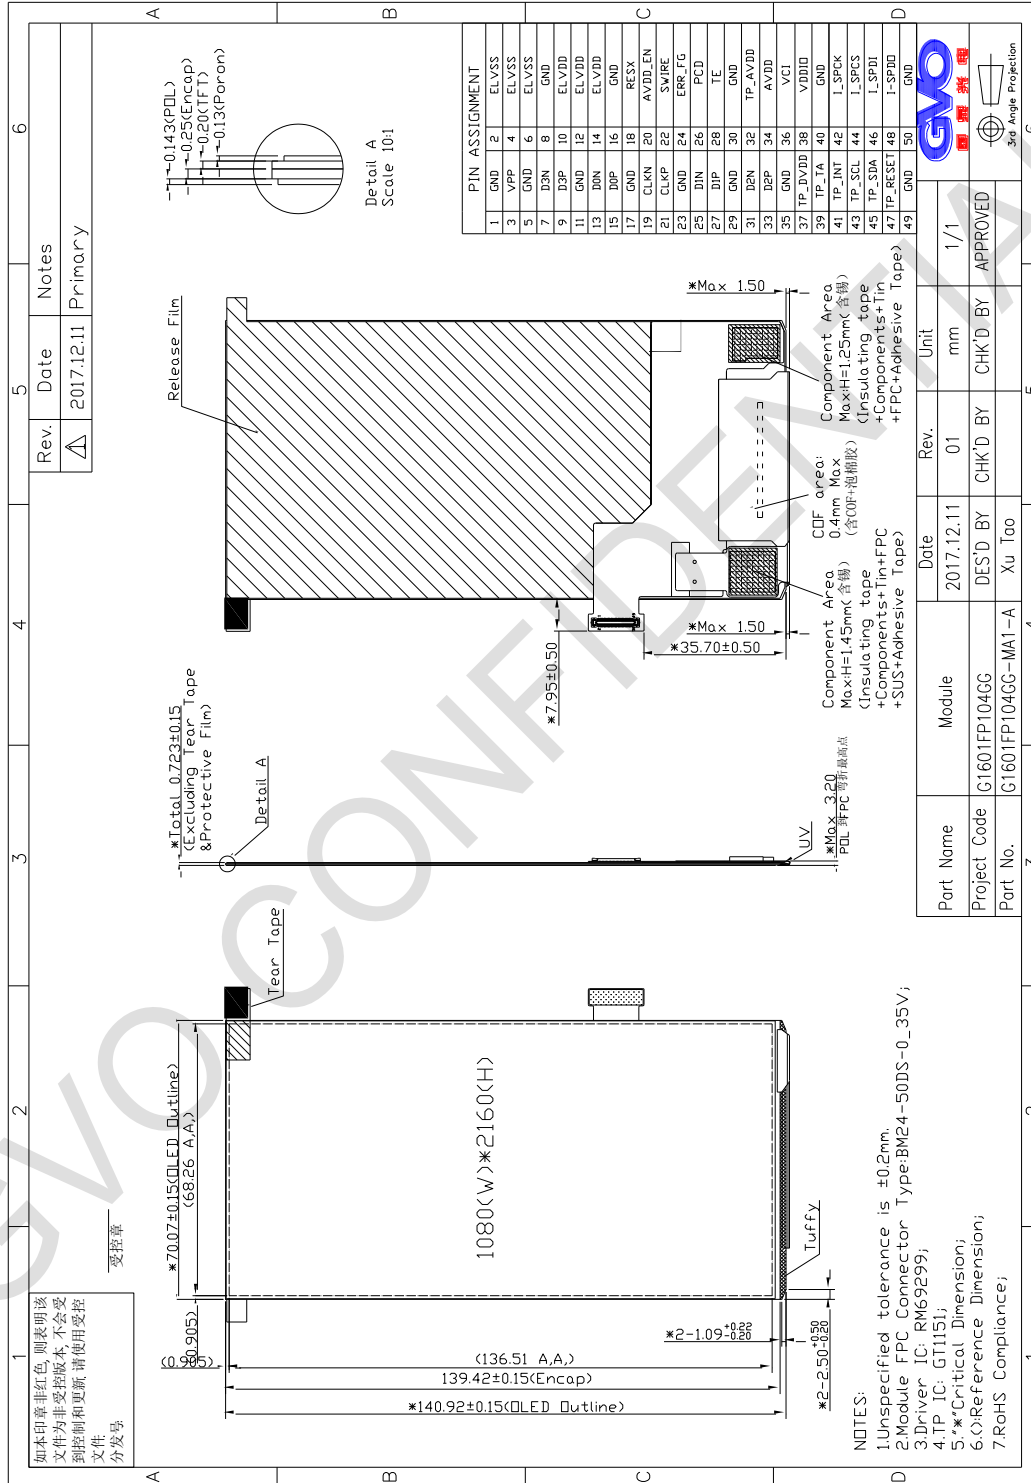 如本印章非红色,则表明该
文件为非受控版本,不会受
到控制和更新,请使用受控
文件.
分发号:
受控章
1
2
3
4
5
6
A
B
C
D
Rev.
Date
Notes
2017.12.11
Primary
*70.07±0.15(OLED Outline)
(68.26 A.A.)
(0.905)
(0.905)
1080(W)*2160(H)
(136.51 A.A.)
139.42±0.15(Encap)
*140.92±0.15(OLED Outline)
*2-1.09+0.22-0.20
*2-2.50+0.50-0.20
Tear Tape
Tuffy
*Total 0.723±0.15
(Excluding Tear Tape
&Protective Film)
Detail A
UV
*Max 3.20
POL 到FPC 弯折最高点
Release Film
*7.95±0.50
*Max 1.50
*35.70±0.50
*Max 1.50
Component Area
Max:H=1.45mm(含锡)
(Insulating tape
+Components+Tin+FPC
+SUS+Adhesive Tape)
COF area:
0.4mm Max
(含COF+泡棉胶)
Component Area
Max:H=1.25mm(含锡)
(Insulating tape
+Components+Tin
+FPC+Adhesive Tape)
0.143(POL)
0.25(Encap)
0.20(TFT)
0.13(Poron)
Detail A
Scale 10:1
PIN ASSIGNMENT
1 GND 2 ELVSS
3 VPP 4 ELVSS
5 GND 6 ELVSS
7 D3N 8 GND
9 D3P 10 ELVDD
11 GND 12 ELVDD
13 D0N 14 ELVDD
15 D0P 16 GND
17 GND 18 RESX
19 CLKN 20 AVDD_EN
21 CLKP 22 SWIRE
23 GND 24 ERR_FG
25 D1N 26 PCD
27 D1P 28 TE
29 GND 30 GND
31 D2N 32 TP_AVDD
33 D2P 34 AVDD
35 GND 36 VCI
37 TP_DVDD 38 VDDIO
39 TP_TA 40 GND
41 TP_INT 42 I_SPCK
43 TP_SCL 44 I_SPCS
45 TP_SDA 46 I_SPDI
47 TP_RESET 48 I-SPDO
49 GND 50 GND
NOTES:
1.Unspecified tolerance is ±0.2mm.
2.Module FPC Connector Type:BM24-50DS-0_35V;
3.Driver IC: RM69299;
4.TP IC: GT1151;
5."*"Critical Dimension;
6.():Reference Dimension;
7.RoHS Compliance;
Part Name
Module
Date
Rev.
Unit
1/1
2017.12.11
01
mm
Project Code
G1601FP104GG
DES'D BY
CHK'D BY
CHK'D BY
APPROVED
Part No.
G1601FP104GG-MA1-A
Xu Tao
GVO
3rd Angle Projection
GVO CONFIDENTIAL